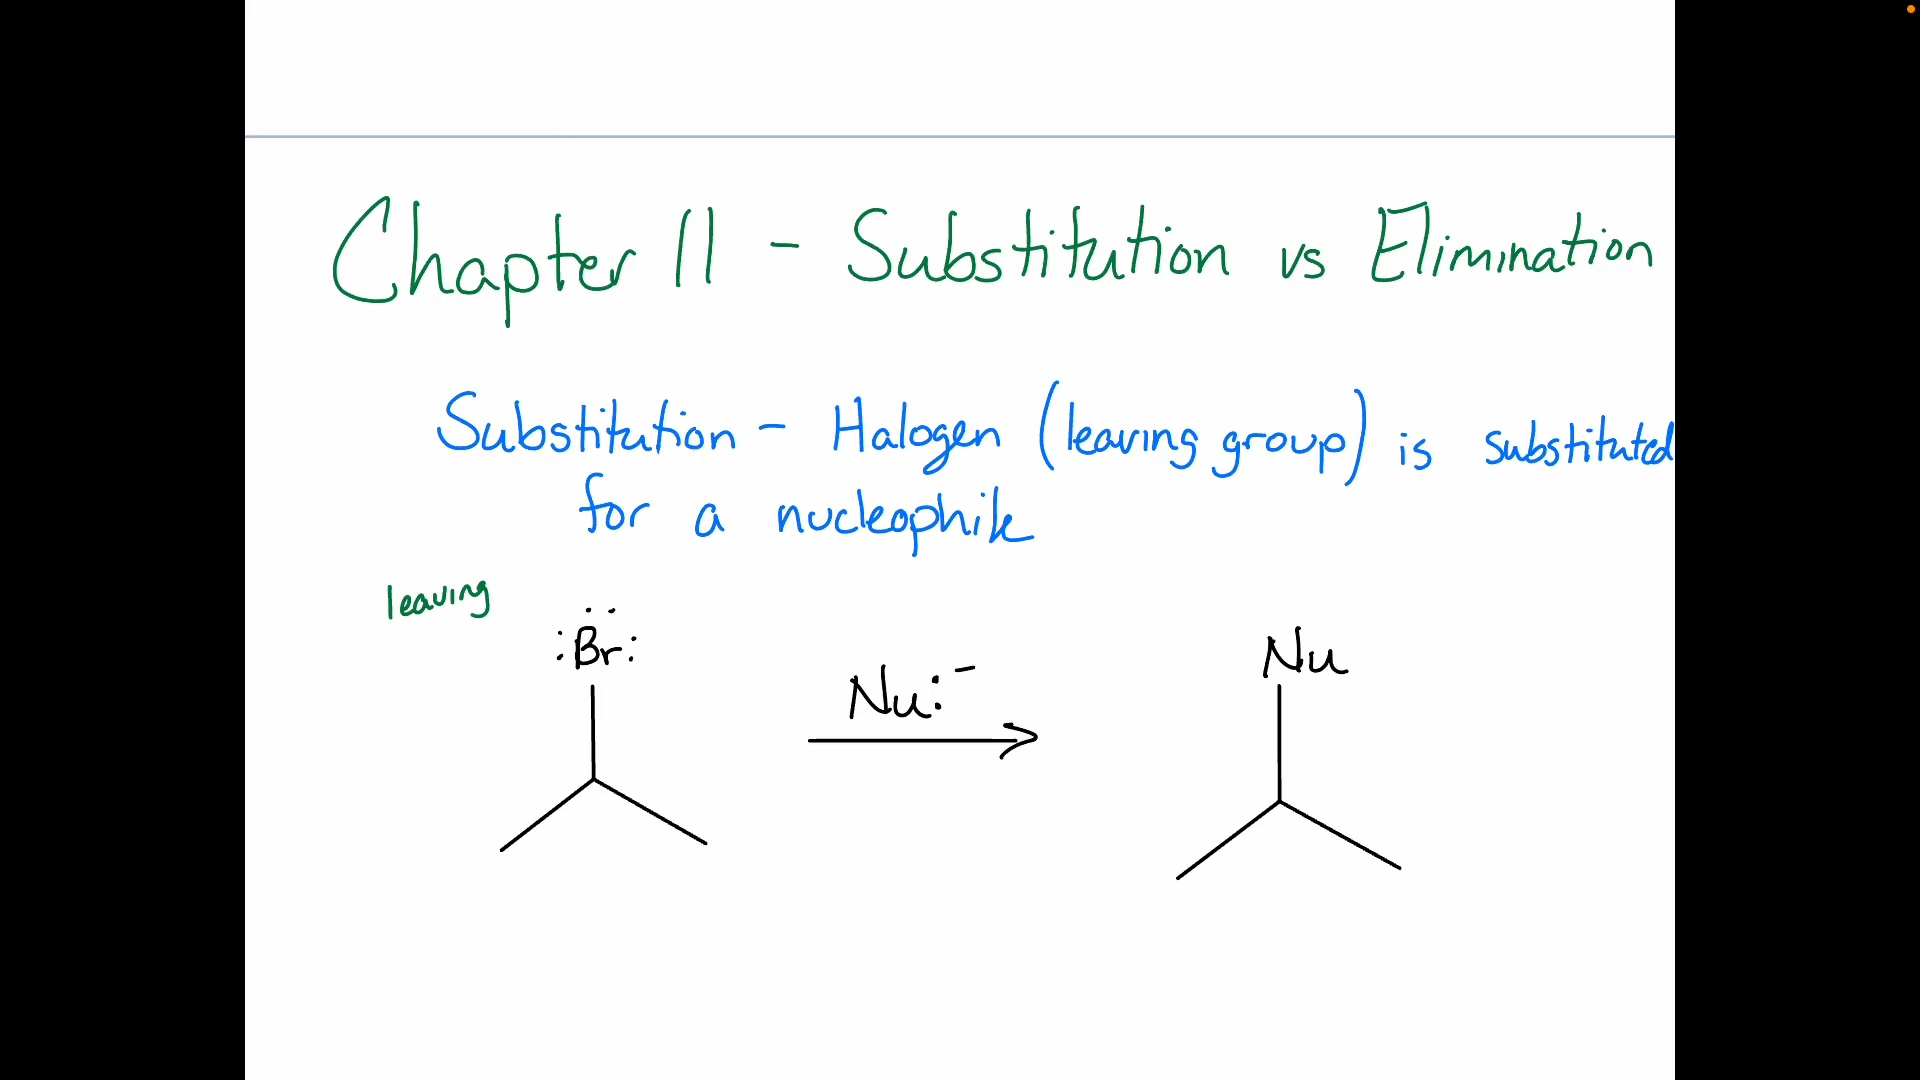 Chapter 11 - Substitution vs Elimination
Substitution - Halogen (leaving group) is substituted
for a nucleophile
leaving
:Br:
Nu:⁻
Nu